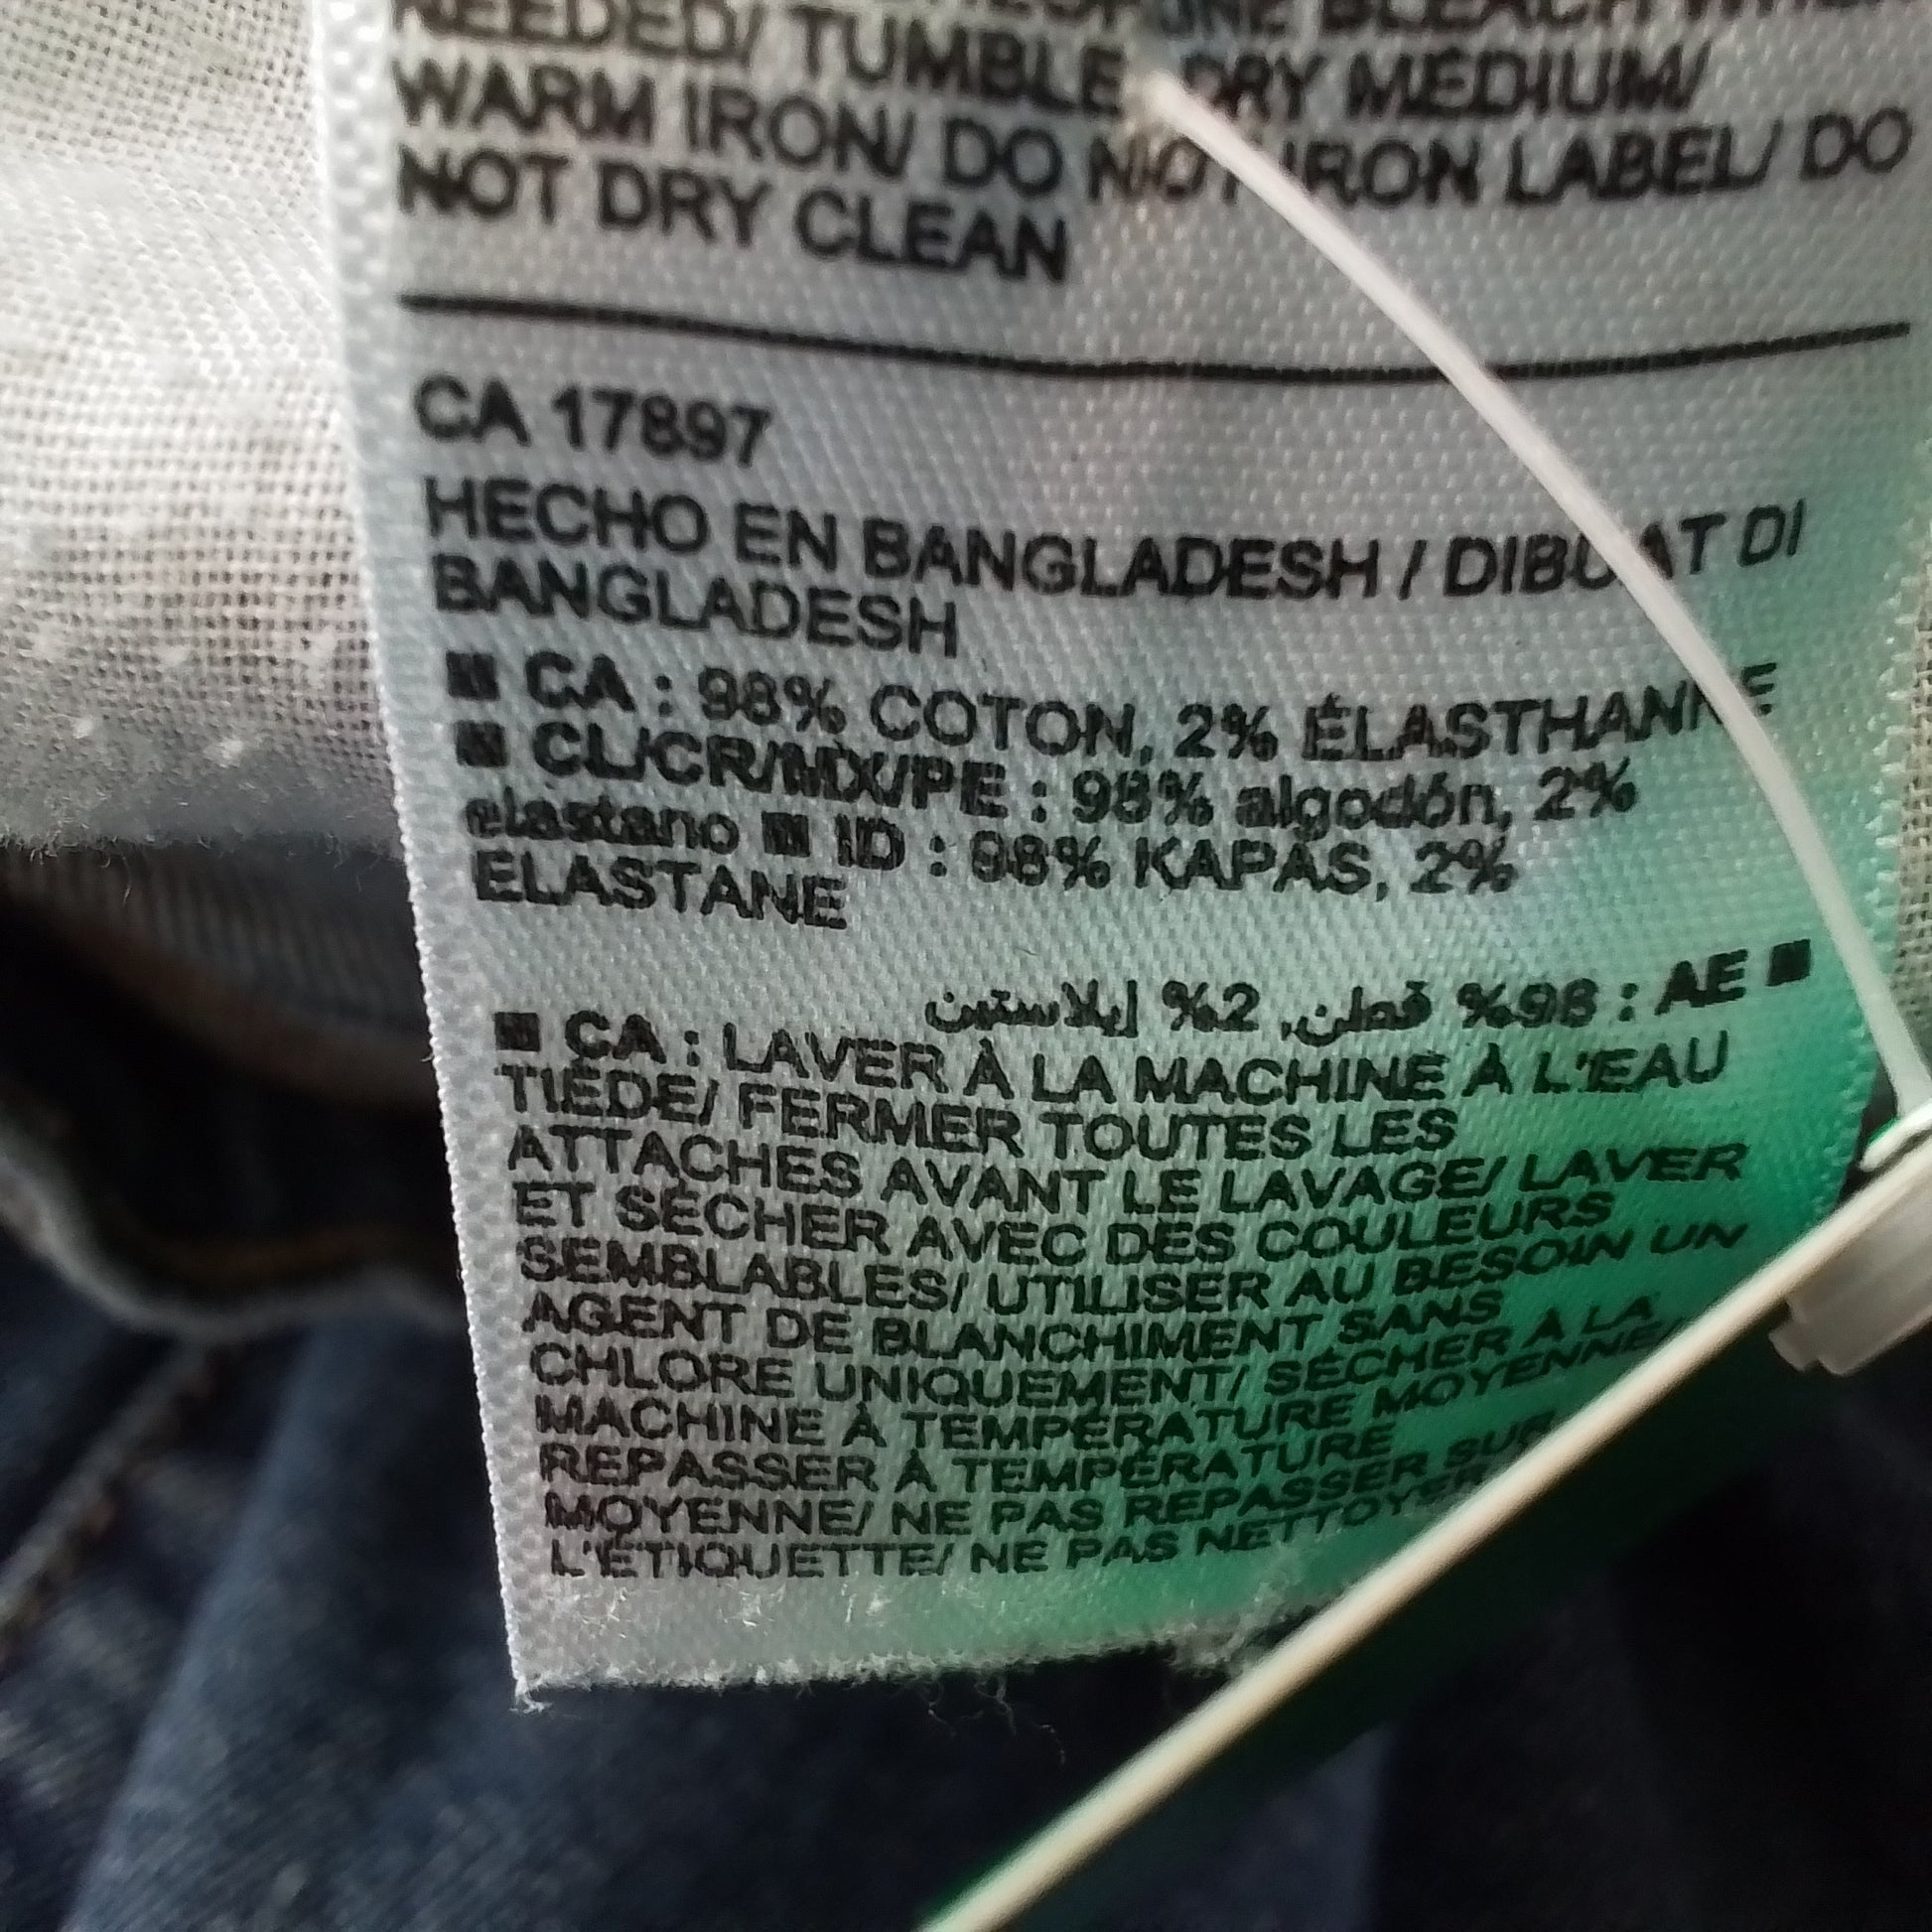 BLEACH
NEEDED/ TUMBLE DRY MEDIUM/
WARM IRON/ DO NOT IRON LABEL/ DO
NOT DRY CLEAN
CA 17897
HECHO EN BANGLADESH / DIBUAT DI
BANGLADESH
■ CA : 98% COTON, 2% ÉLASTHANNE
■ CL/CR/MX/PE : 98% algodón, 2%
elastano ■ ID : 98% KAPAS, 2%
ELASTANE
■ AE : 98% قطن, 2% إيلاستين
■ CA : LAVER À LA MACHINE À L'EAU
TIÈDE/ FERMER TOUTES LES
ATTACHES AVANT LE LAVAGE/ LAVER
ET SÉCHER AVEC DES COULEURS
SEMBLABLES/ UTILISER AU BESOIN UN
AGENT DE BLANCHIMENT SANS
CHLORE UNIQUEMENT/ SÉCHER À LA
MACHINE À TEMPÉRATURE MOYENNE/
REPASSER À TEMPÉRATURE
MOYENNE/ NE PAS REPASSER SUR
L'ÉTIQUETTE/ NE PAS NETTOYER